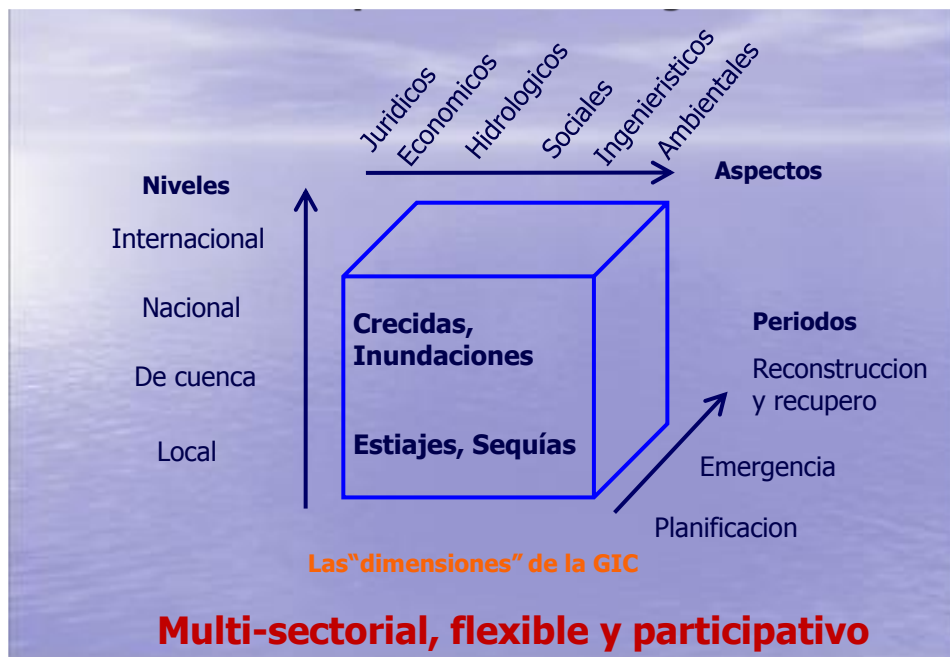 Juridicos
Economicos
Hidrologicos
Sociales
Ingenieristicos
Ambientales
Aspectos
Niveles
Internacional
Nacional
De cuenca
Local
Crecidas,
Inundaciones
Estiajes, Sequías
Periodos
Reconstruccion
y recupero
Emergencia
Planificacion
Las"dimensiones" de la GIC
Multi-sectorial, flexible y participativo